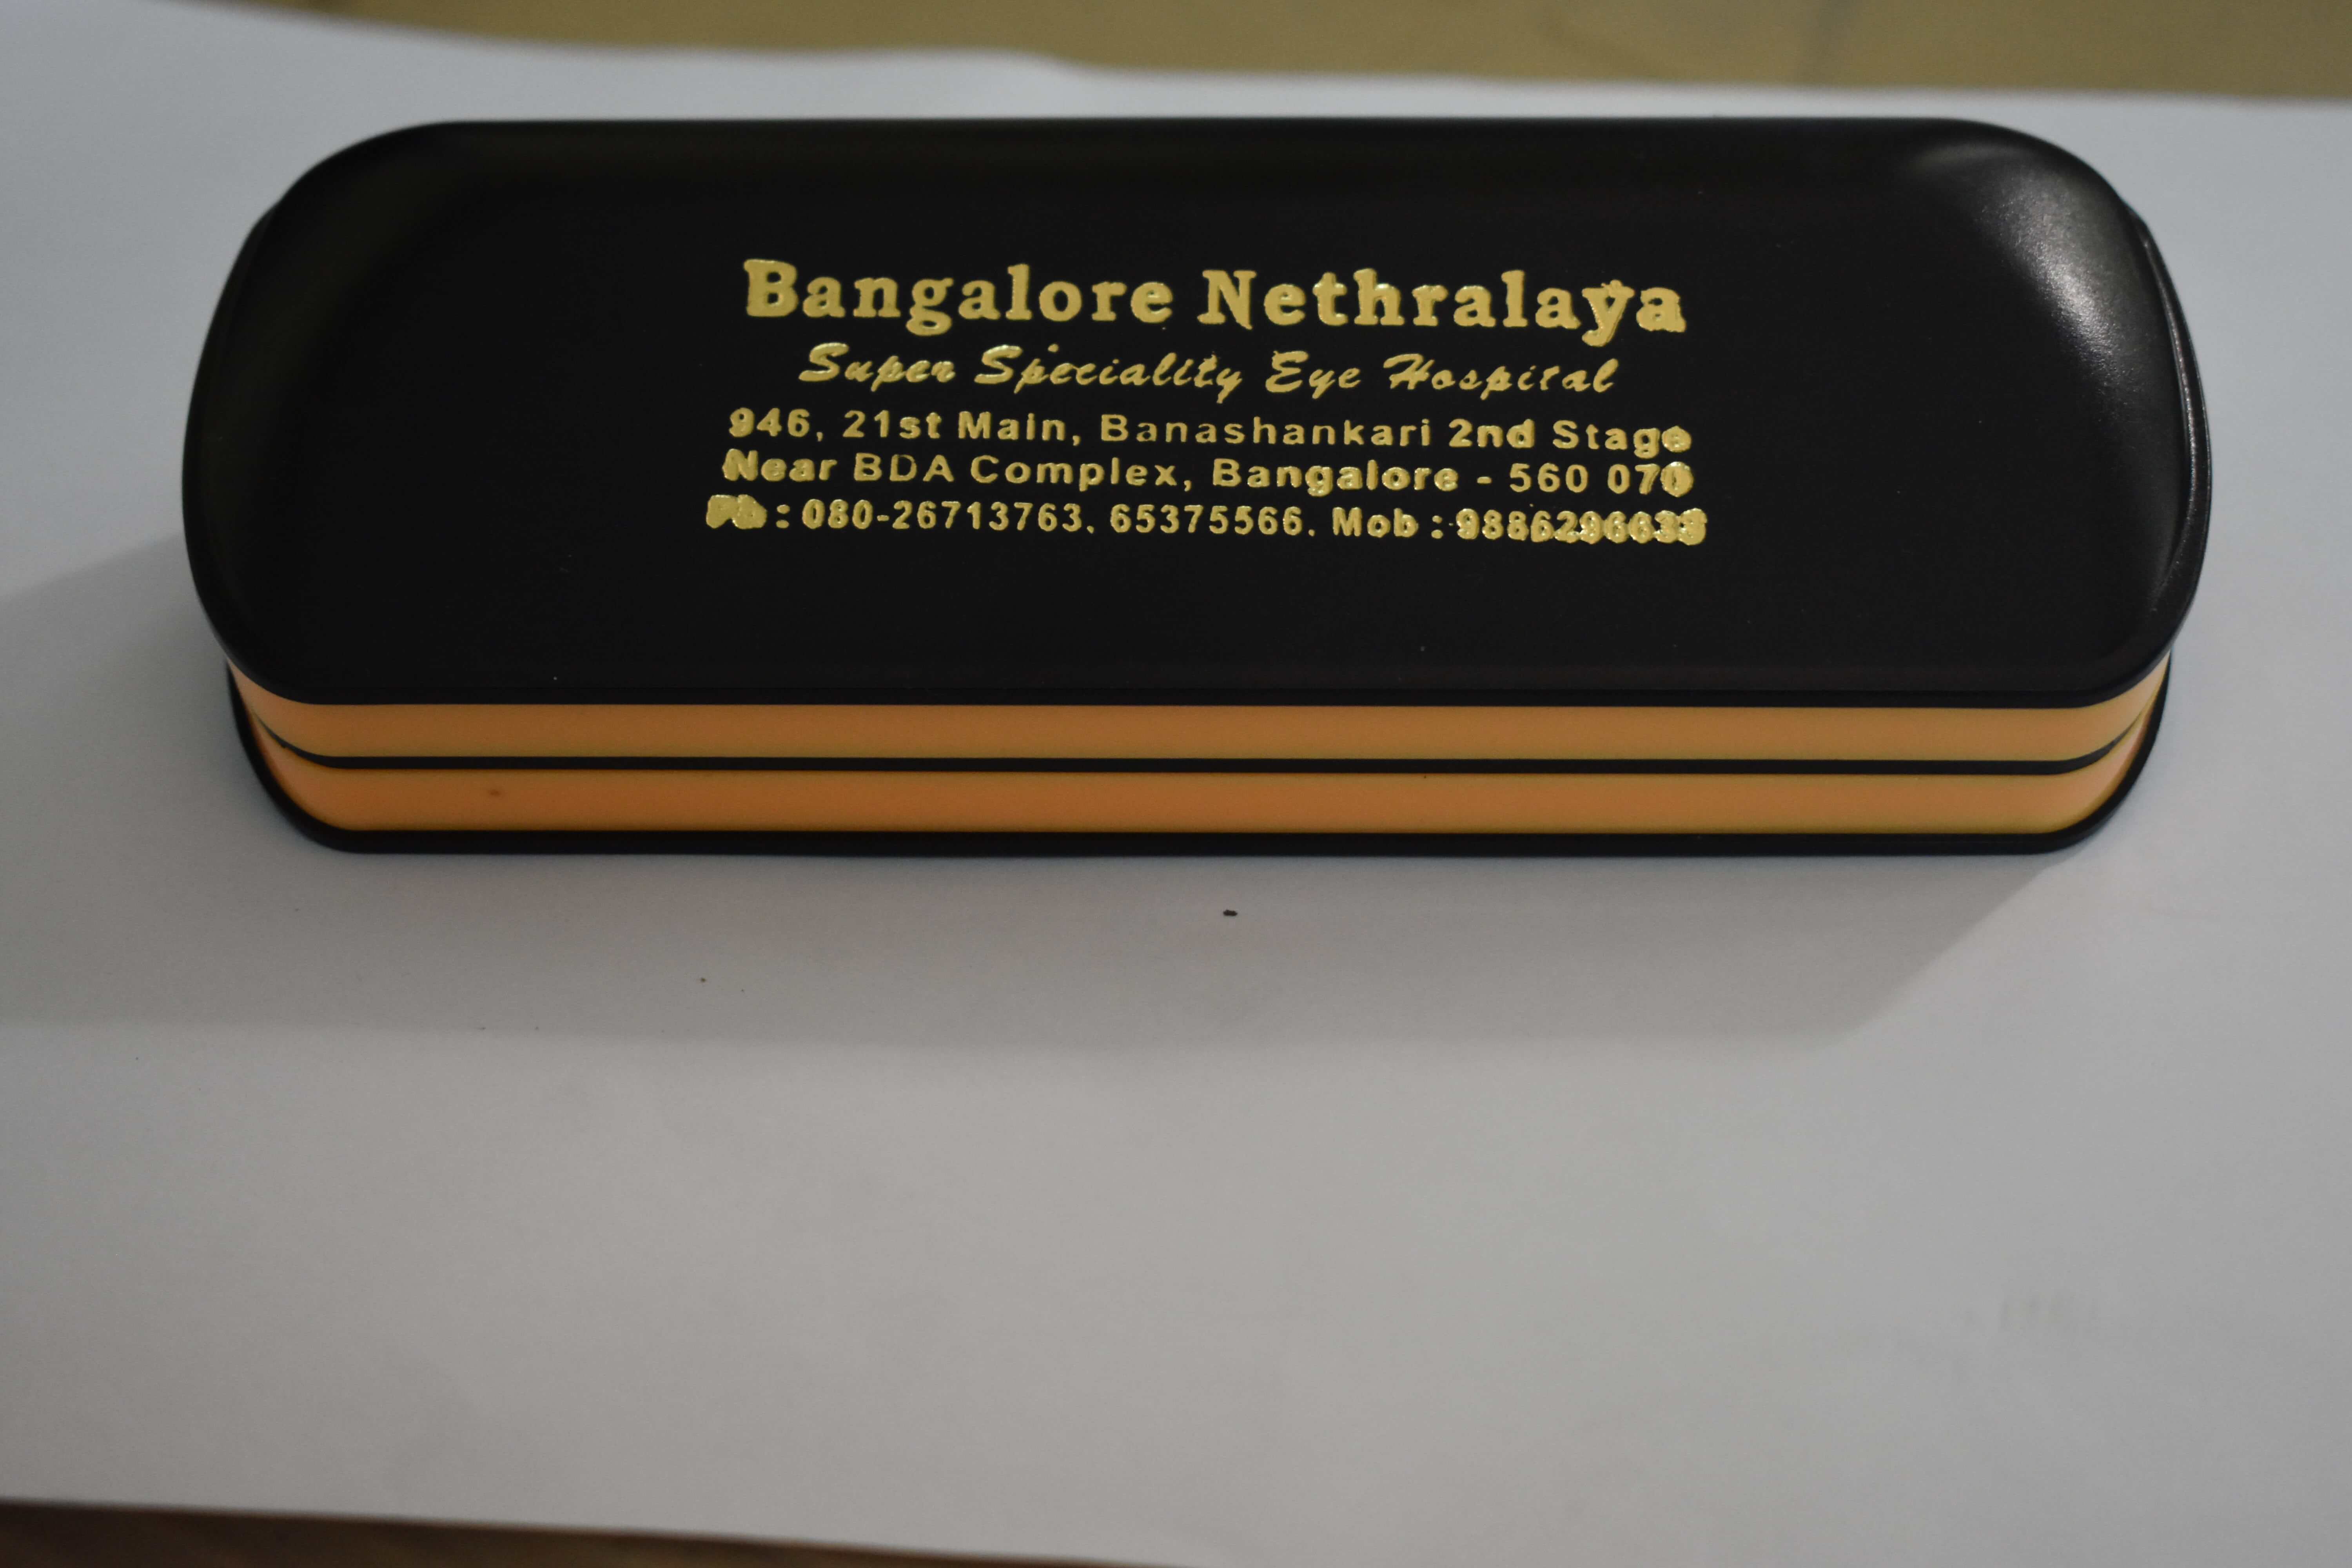 Bangalore Nethralaya
Super Speciality Eye Hospital
946, 21st Main, Banashankari 2nd Stage
Near BDA Complex, Bangalore - 560 070
Ph : 080-26713763, 65375566, Mob :